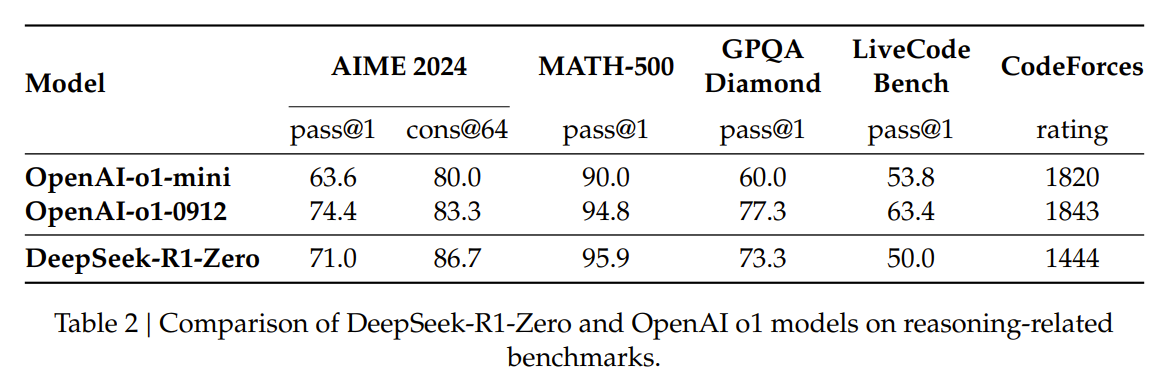 Model AIME 2024 MATH-500 GPQA Diamond LiveCode Bench CodeForces
pass@1 cons@64 pass@1 pass@1 pass@1 rating
OpenAI-o1-mini 63.6 80.0 90.0 60.0 53.8 1820
OpenAI-o1-0912 74.4 83.3 94.8 77.3 63.4 1843
DeepSeek-R1-Zero 71.0 86.7 95.9 73.3 50.0 1444
Table 2 | Comparison of DeepSeek-R1-Zero and OpenAI o1 models on reasoning-related
benchmarks.